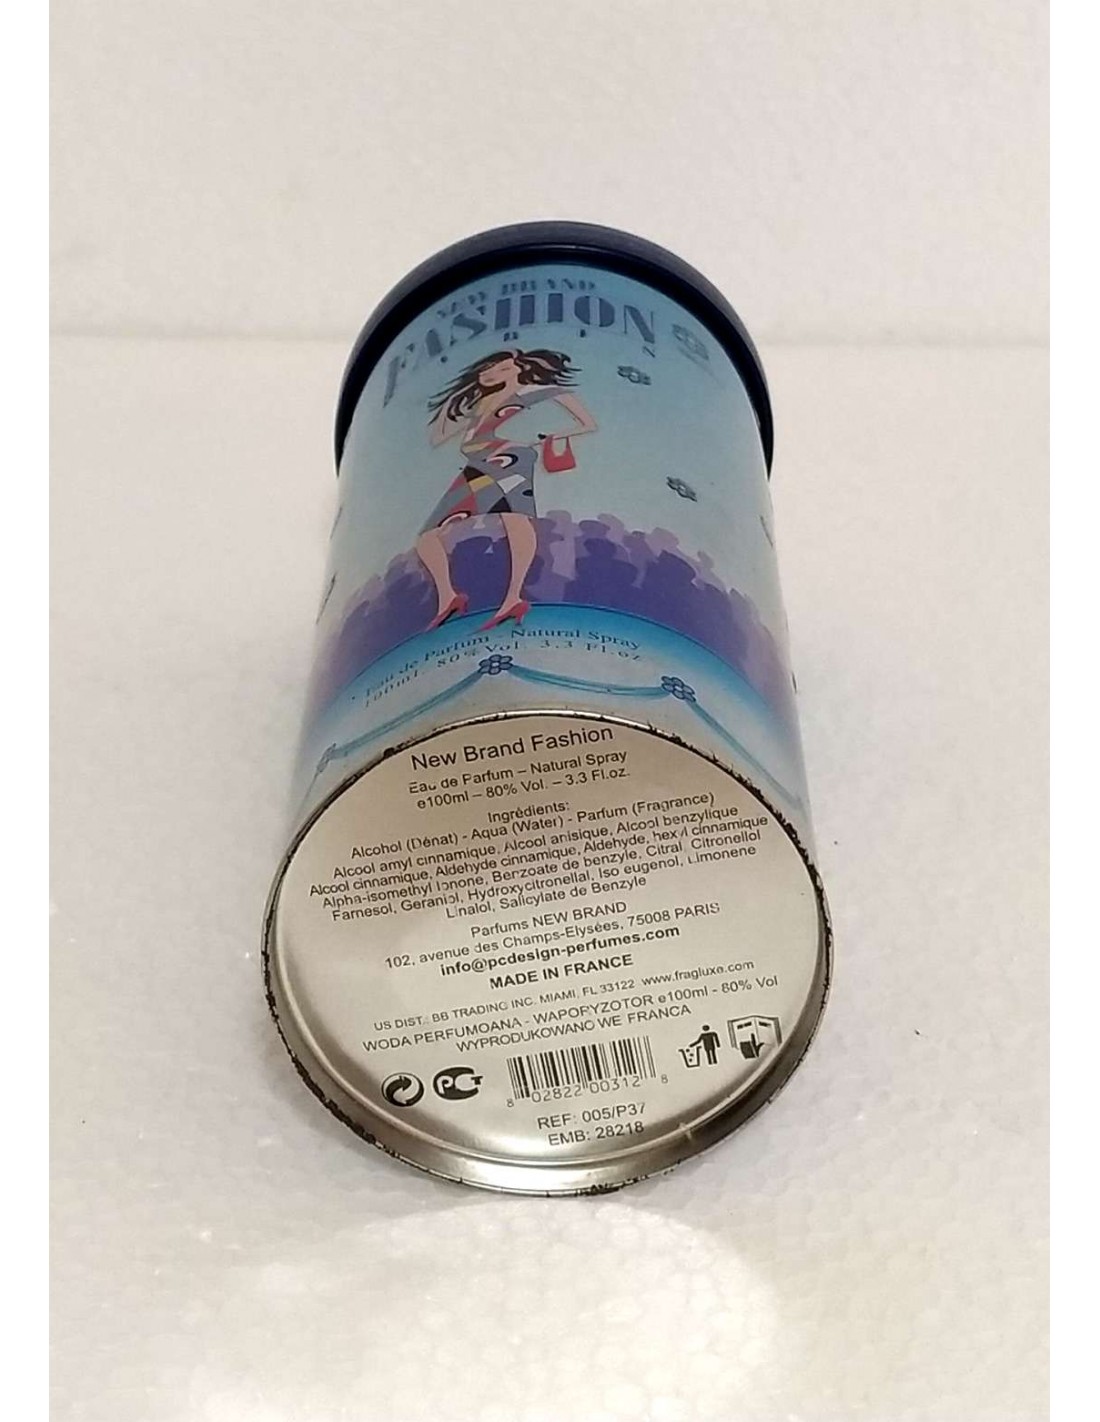 NEW BRAND
FASHION
Eau de Parfum - Natural Spray
100ml. 80% Vol. 3.3 Fl.oz
New Brand Fashion
Eau de Parfum – Natural Spray
e100ml – 80% Vol. – 3.3 Fl.oz.
Ingrédients:
Alcohol (Dénat) - Aqua (Water) - Parfum (Fragrance)
Alcool amyl cinnamique, Alcool anisique, Alcool benzylique
Alcool cinnamique, Aldehyde cinnamique, Aldehyde, hexyl cinnamique
Alpha-isomethyl Ionone, Benzoate de benzyle, Citral, Citronellol
Farnesol, Geraniol, Hydroxycitronellal, Iso eugenol, Limonene
Linalol, Salicylate de Benzyle
Parfums NEW BRAND
102, avenue des Champs-Elysées, 75008 PARIS
info@pcdesign-perfumes.com
MADE IN FRANCE
US DIST.: BB TRADING INC. MIAMI, FL 33122 www.fragluxe.com
WODA PERFUMOANA - WAPORYZOTOR e100ml - 80% Vol
WYPRODUKOWANO WE FRANCA
8 02822 00312 8
REF: 005/P37
EMB: 28218